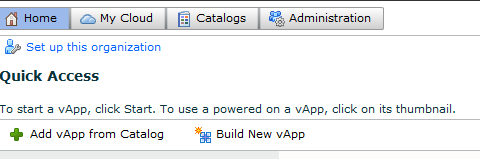 Home My Cloud Catalogs Administration
Set up this organization
Quick Access
To start a vApp, click Start. To use a powered on a vApp, click on its thumbnail.
Add vApp from Catalog Build New vApp